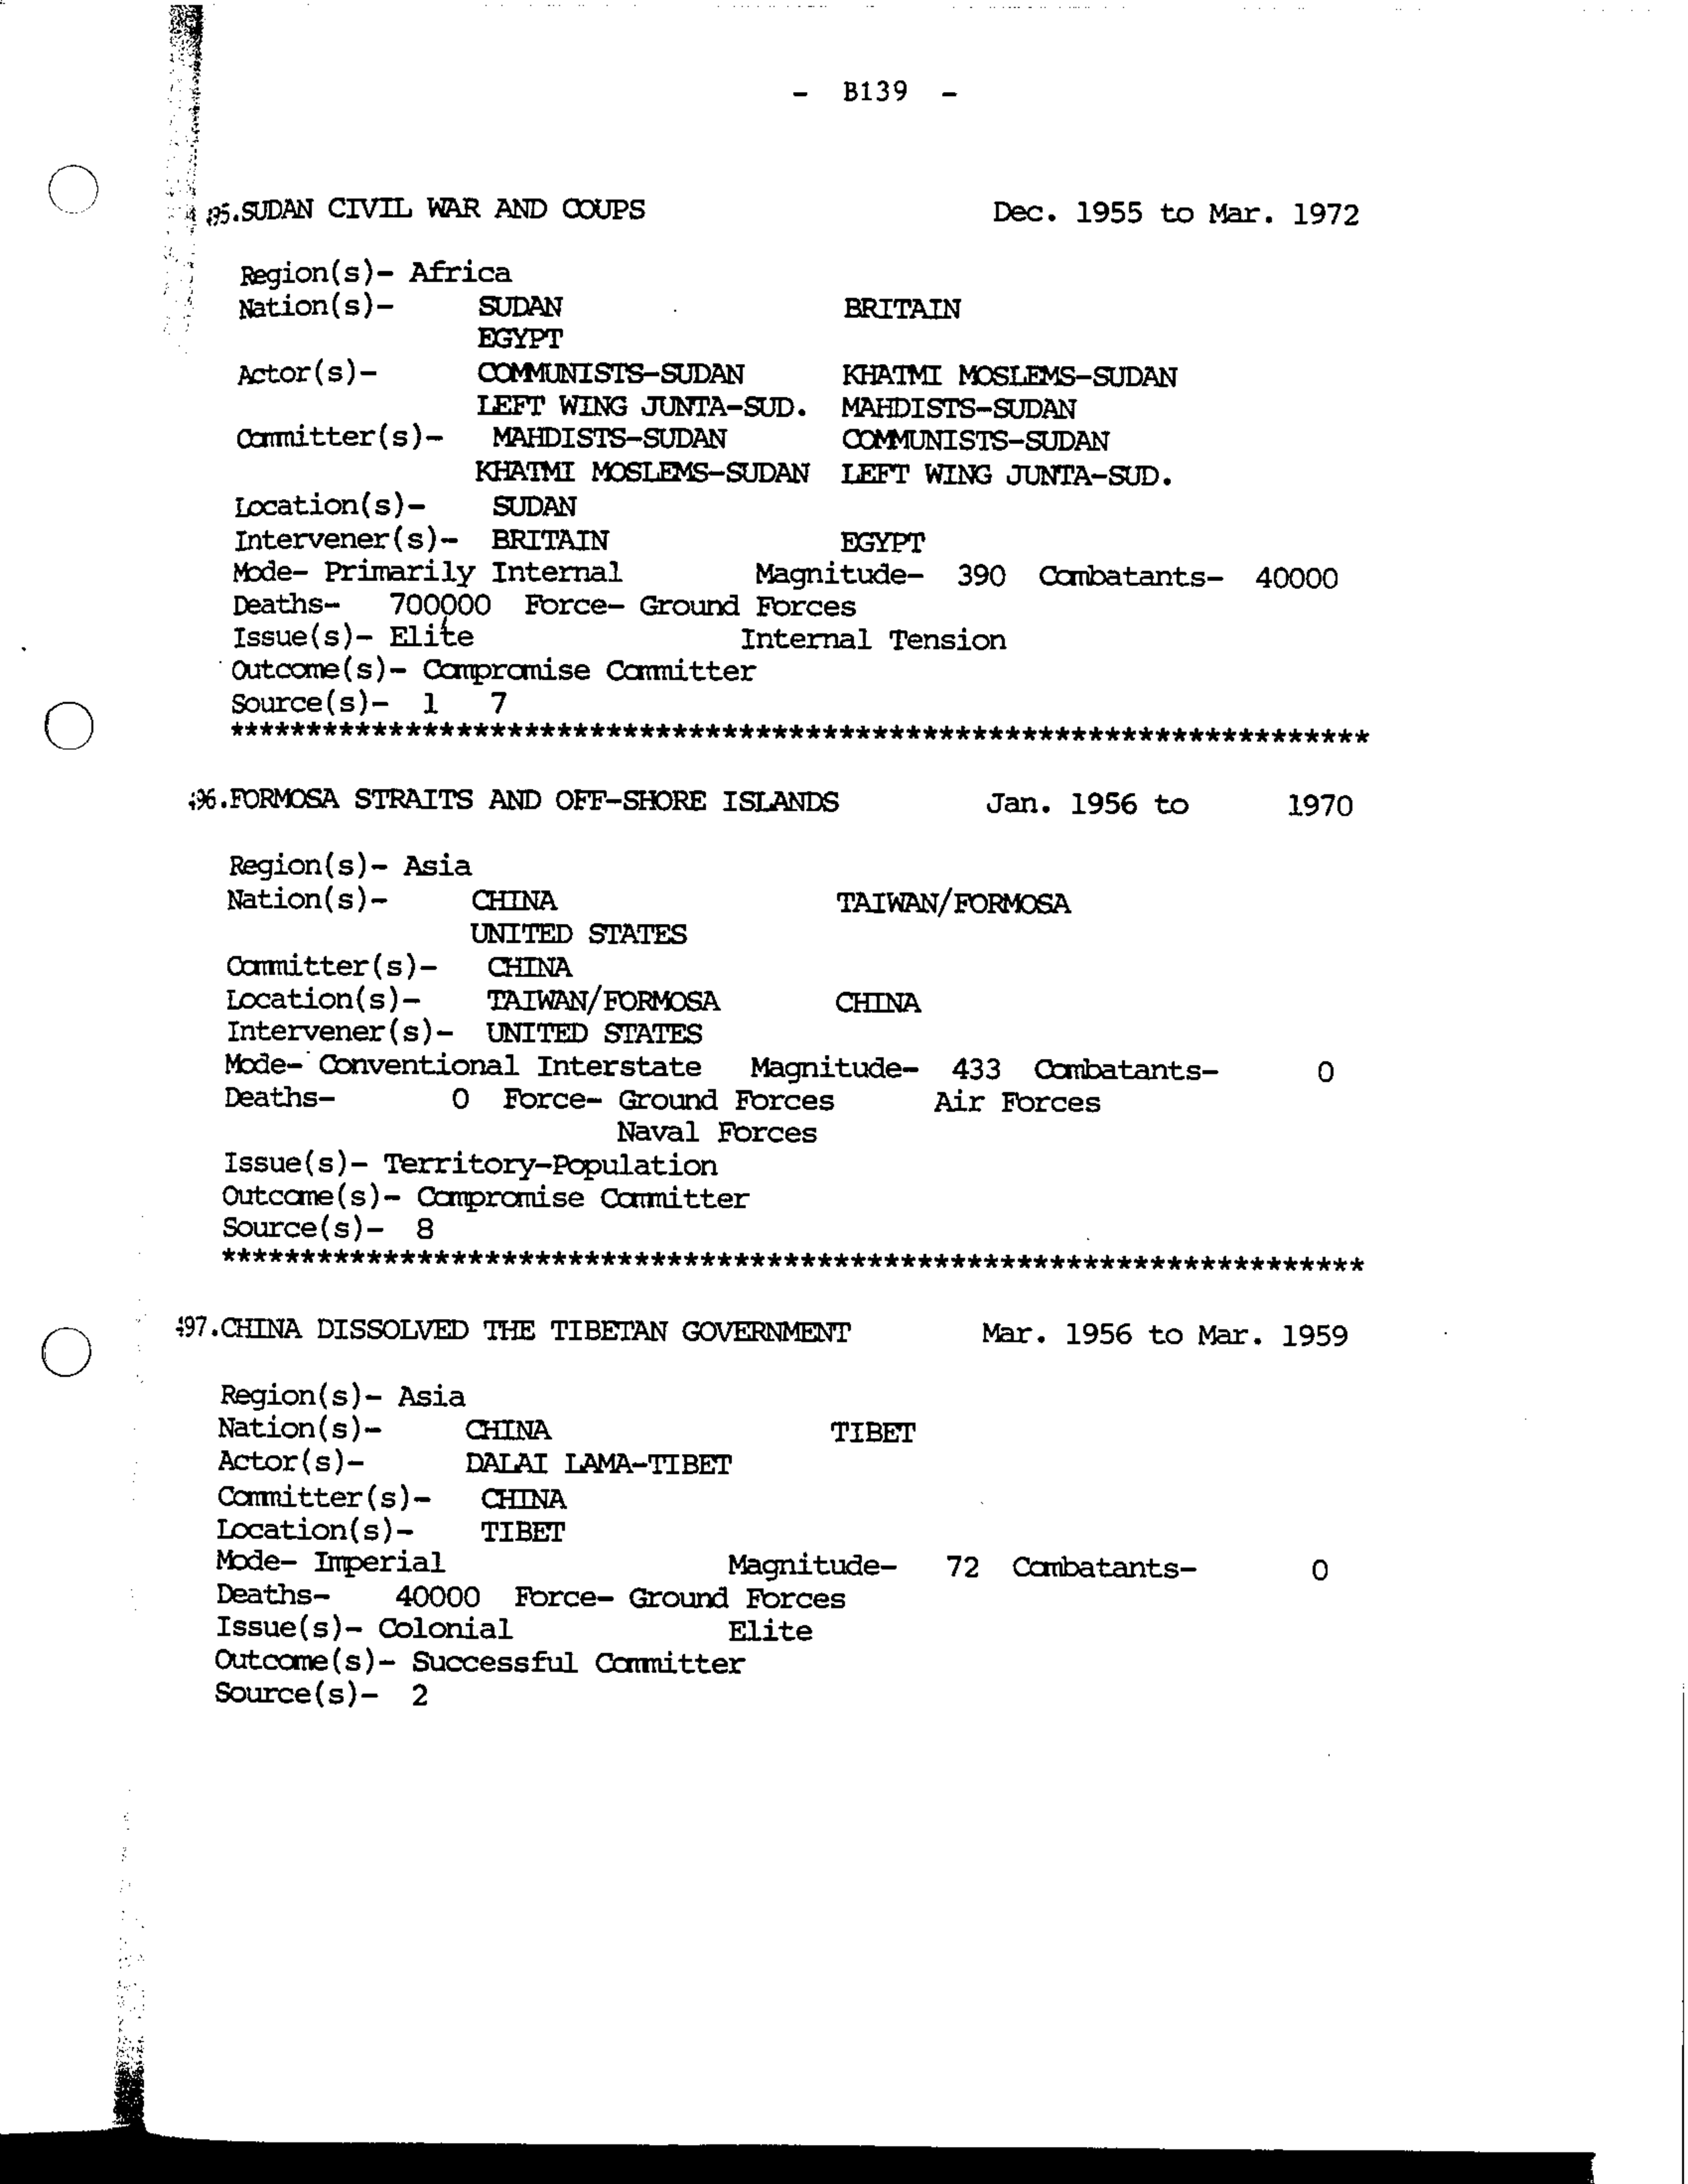 - B139 -
95.SUDAN CIVIL WAR AND COUPS Dec. 1955 to Mar. 1972
Region(s)- Africa
Nation(s)- SUDAN BRITAIN
EGYPT
Actor(s)- COMMUNISTS-SUDAN KHATMI MOSLEMS-SUDAN
LEFT WING JUNTA-SUD. MAHDISTS-SUDAN
Committer(s)- MAHDISTS-SUDAN COMMUNISTS-SUDAN
KHATMI MOSLEMS-SUDAN LEFT WING JUNTA-SUD.
Location(s)- SUDAN
Intervener(s)- BRITAIN EGYPT
Mode- Primarily Internal Magnitude- 390 Combatants- 40000
Deaths- 700000 Force- Ground Forces
Issue(s)- Elite Internal Tension
Outcome(s)- Compromise Committer
Source(s)- 1 7
********************************************************************
96.FORMOSA STRAITS AND OFF-SHORE ISLANDS Jan. 1956 to 1970
Region(s)- Asia
Nation(s)- CHINA TAIWAN/FORMOSA
UNITED STATES
Committer(s)- CHINA
Location(s)- TAIWAN/FORMOSA CHINA
Intervener(s)- UNITED STATES
Mode- Conventional Interstate Magnitude- 433 Combatants- 0
Deaths- 0 Force- Ground Forces Air Forces
Naval Forces
Issue(s)- Territory-Population
Outcome(s)- Compromise Committer
Source(s)- 8
********************************************************************
497.CHINA DISSOLVED THE TIBETAN GOVERNMENT Mar. 1956 to Mar. 1959
Region(s)- Asia
Nation(s)- CHINA TIBET
Actor(s)- DALAI LAMA-TIBET
Committer(s)- CHINA
Location(s)- TIBET
Mode- Imperial Magnitude- 72 Combatants- 0
Deaths- 40000 Force- Ground Forces
Issue(s)- Colonial Elite
Outcome(s)- Successful Committer
Source(s)- 2